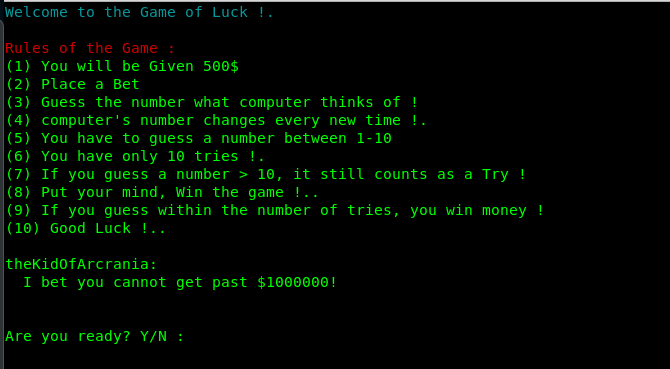 Welcome to the Game of Luck !.
Rules of the Game :
(1) You will be Given 500$
(2) Place a Bet
(3) Guess the number what computer thinks of !
(4) computer's number changes every new time !.
(5) You have to guess a number between 1-10
(6) You have only 10 tries !.
(7) If you guess a number > 10, it still counts as a Try !
(8) Put your mind, Win the game !..
(9) If you guess within the number of tries, you win money !
(10) Good Luck !..
theKidOfArcrania:
I bet you cannot get past $1000000!
Are you ready? Y/N :